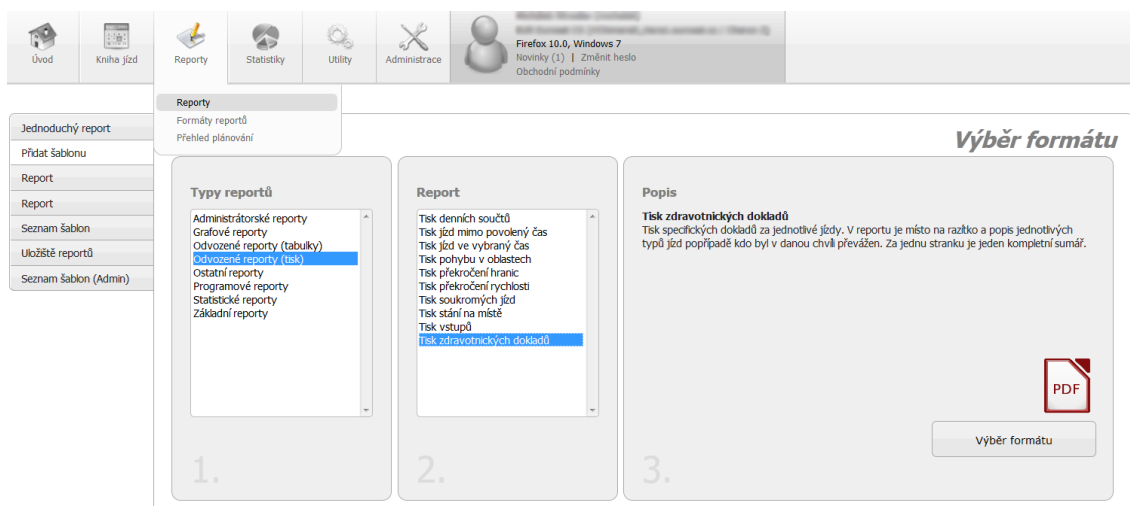 Úvod
Kniha jízd
Reporty
Statistiky
Utility
Administrace
Firefox 10.0, Windows 7
Novinky (1) | Změnit heslo
Obchodní podmínky
Reporty
Formáty reportů
Přehled plánování
Jednoduchý report
Přidat šablonu
Report
Report
Seznam šablon
Uložiště reportů
Seznam šablon (Admin)
Výběr formátu
Typy reportů
Administrátorské reporty
Grafové reporty
Odvozené reporty (tabulky)
Odvozené reporty (tisk)
Ostatní reporty
Programové reporty
Statistické reporty
Základní reporty
1.
Report
Tisk denních součtů
Tisk jízd mimo povolený čas
Tisk jízd ve vybraný čas
Tisk pohybu v oblastech
Tisk překročení hranic
Tisk překročení rychlosti
Tisk soukromých jízd
Tisk stání na místě
Tisk vstupů
Tisk zdravotnických dokladů
2.
Popis
Tisk zdravotnických dokladů
Tisk specifických dokladů za jednotlivé jízdy. V reportu je místo na razítko a popis jednotlivých
typů jízd popřípadě kdo byl v danou chvíli převážen. Za jednu stranku je jeden kompletní sumář.
PDF
Výběr formátu
3.